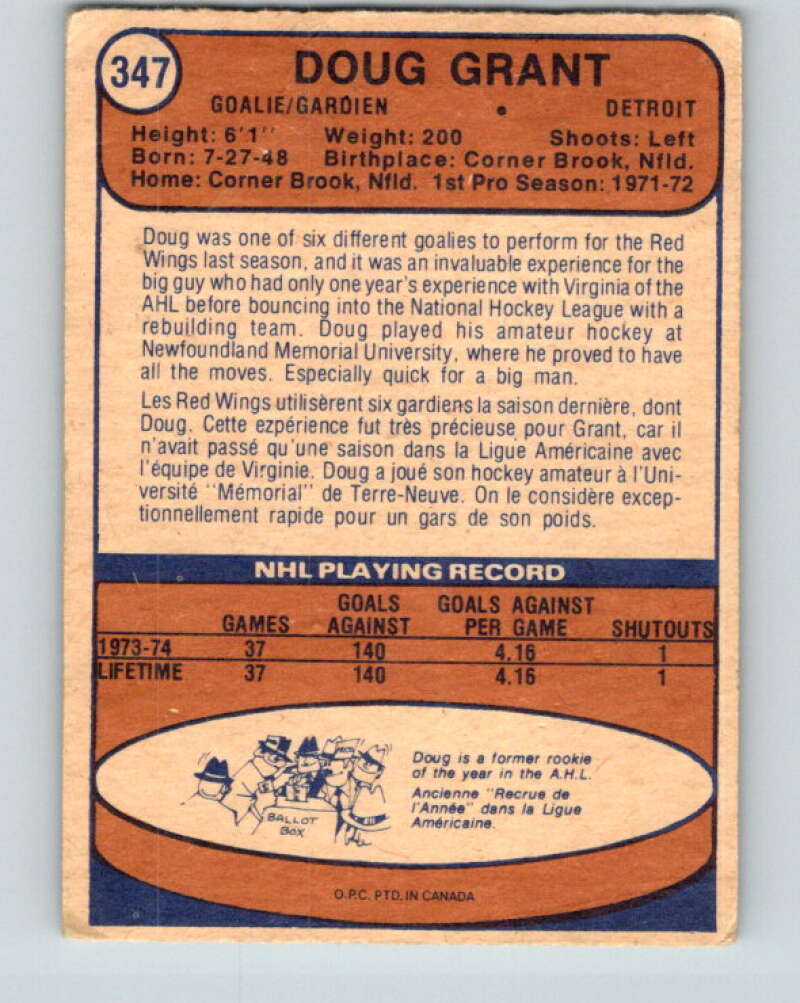 347
DOUG GRANT
GOALIE/GARDIEN • DETROIT
Height: 6'1" Weight: 200 Shoots: Left
Born: 7-27-48 Birthplace: Corner Brook, Nfld.
Home: Corner Brook, Nfld. 1st Pro Season: 1971-72
Doug was one of six different goalies to perform for the Red
Wings last season, and it was an invaluable experience for the
big guy who had only one year's experience with Virginia of the
AHL before bouncing into the National Hockey League with a
rebuilding team. Doug played his amateur hockey at
Newfoundland Memorial University, where he proved to have
all the moves. Especially quick for a big man.
Les Red Wings utilisèrent six gardiens la saison dernière, dont
Doug. Cette ezpérience fut très précieuse pour Grant, car il
n'avait passé qu'une saison dans la Ligue Américaine avec
l'équipe de Virginie. Doug a joué son hockey amateur à l'Uni-
versité "Mémorial" de Terre-Neuve. On le considère excep-
tionnellement rapide pour un gars de son poids.
NHL PLAYING RECORD
GOALS GOALS AGAINST
GAMES AGAINST PER GAME SHUTOUTS
1973-74 37 140 4.16 1
LIFETIME 37 140 4.16 1
Doug is a former rookie
of the year in the A.H.L.
Ancienne "Recrue de
l'Année" dans la Ligue
Américaine.
BALLOT
BOX
O.P.C. PTD. IN CANADA